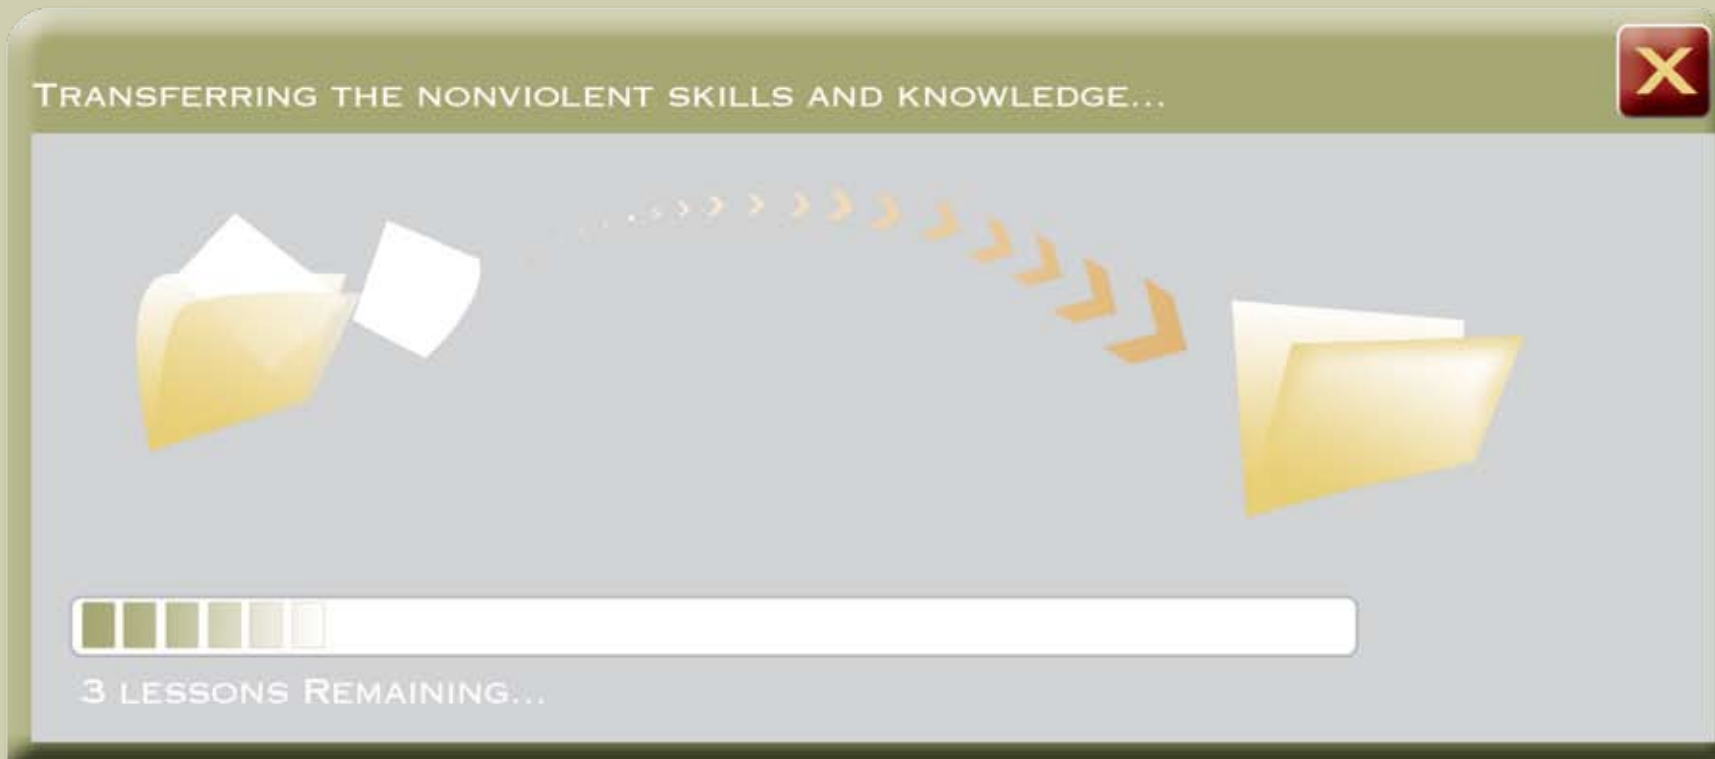 Transferring the nonviolent skills and knowledge...
X
3 lessons Remaining...